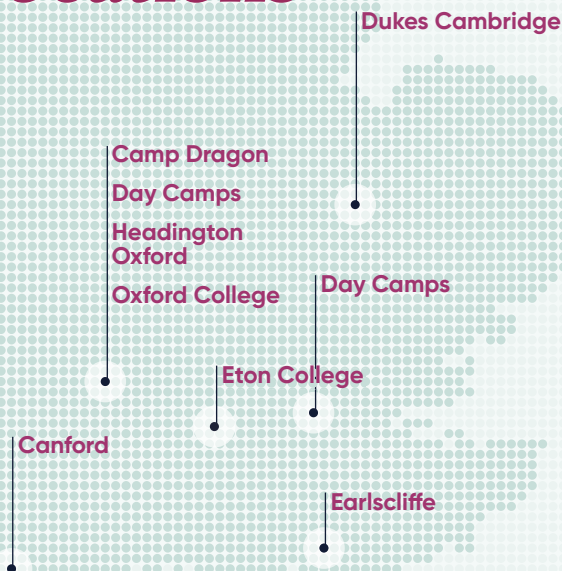 Dukes Cambridge
Camp Dragon
Day Camps
Headington
Oxford
Oxford College
Day Camps
Eton College
Canford
Earlscliffe